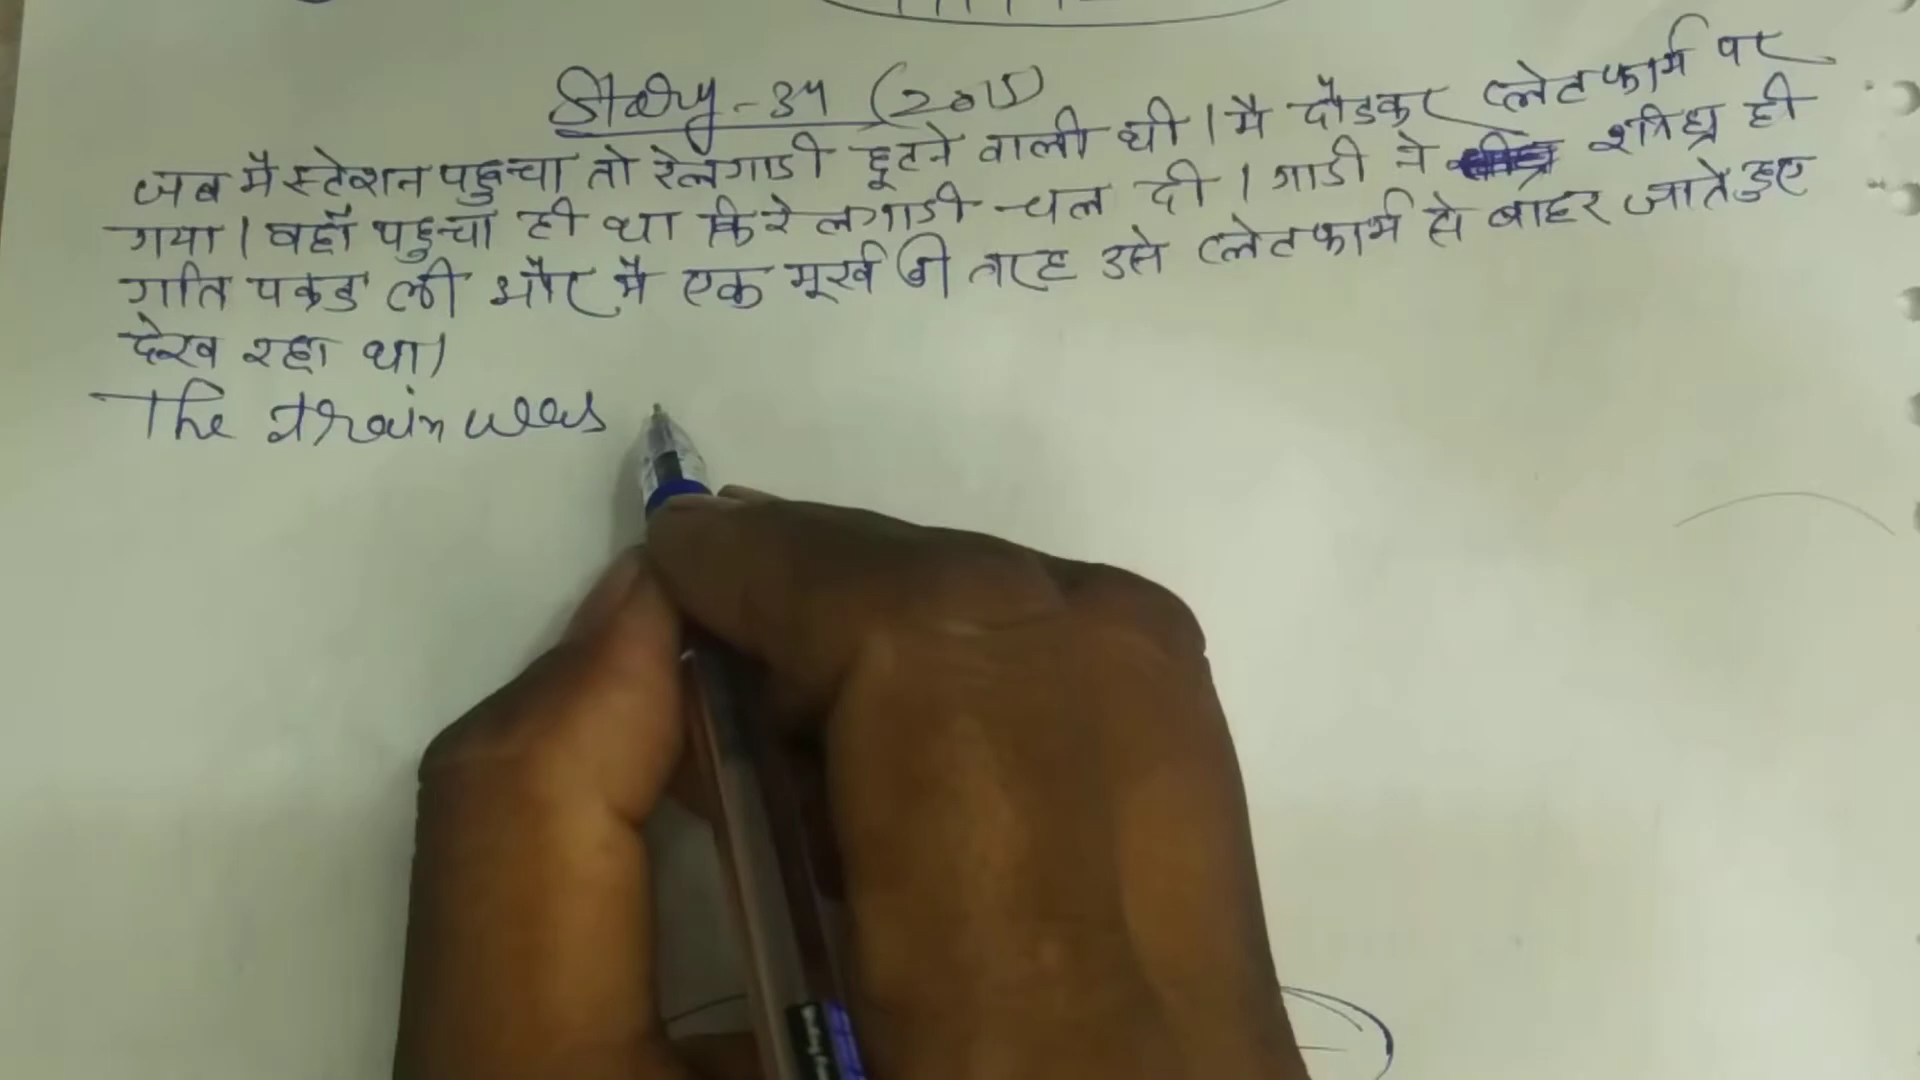 Story-34 (2015)
जब मै स्टेशन पहुन्चा तो रेलगाडी छूटने वाली थी। मै दौडकर प्लेटफार्म पर
गया। वहाँ पहुन्चा ही था कि रेलगाडी चल दी। गाडी ने शीघ्र ही
गति पकड ली और मै एक मूर्ख की तरह उसे प्लेटफार्म से बाहर जाते हुए
देख रहा था।
The train was